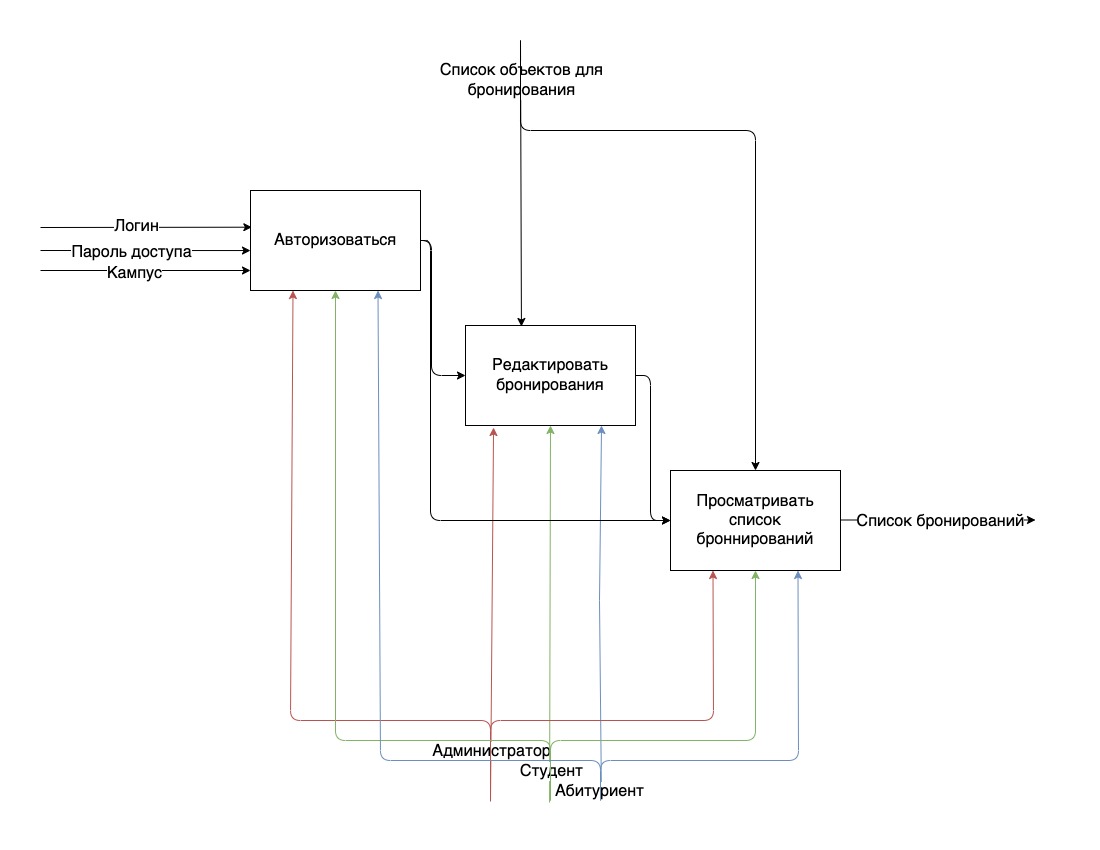 Список объектов для
бронирования
Логин
Пароль доступа
Кампус
Авторизоваться
Редактировать
бронирования
Просматривать
список
броннирований
Список бронирований
Администратор
Студент
Абитуриент